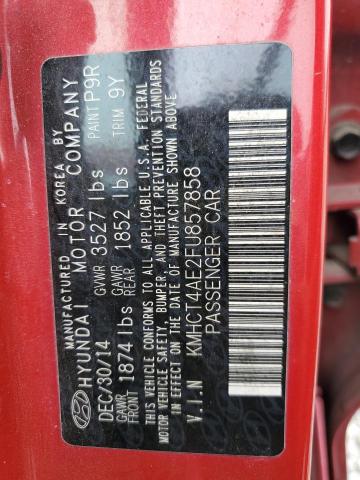 MANUFACTURED IN KOREA BY
HYUNDAI MOTOR COMPANY
DEC/30/14 GVWR 3527 lbs PAINT P9R
GAWR FRONT 1874 lbs GAWR REAR 1852 lbs TRIM 9Y
THIS VEHICLE CONFORMS TO ALL APPLICABLE U.S.A. FEDERAL
MOTOR VEHICLE SAFETY, BUMPER, AND THEFT PREVENTION STANDARDS
IN EFFECT ON THE DATE OF MANUFACTURE SHOWN ABOVE
V.I.N KMHCT4AE2FU857858
PASSENGER CAR